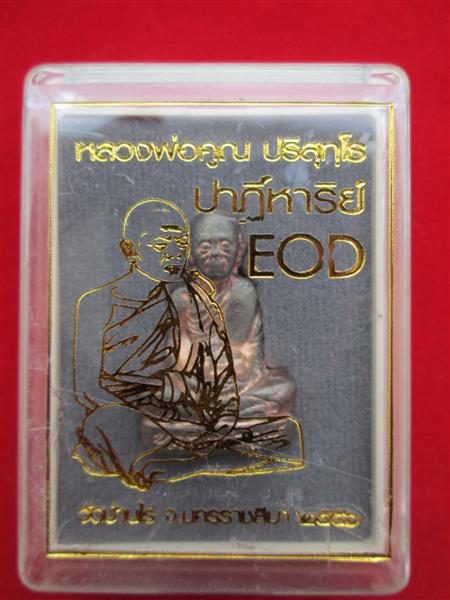 หลวงพ่อคูณ ปริสุทฺโธ
ปาฏิหาริย์
EOD
วัดบ้านไร่ จ.นครราชสีมา ๒๕๕๖